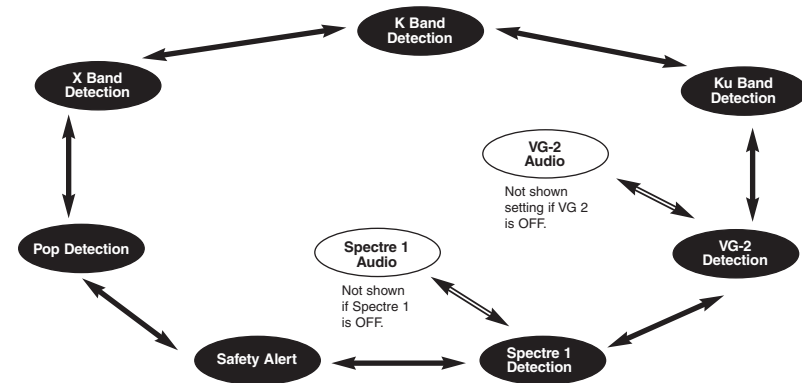 K Band
Detection
X Band
Detection
Ku Band
Detection
VG-2
Audio
Not shown
setting if VG 2
is OFF.
Pop Detection
Spectre 1
Audio
VG-2
Detection
Not shown
if Spectre 1
is OFF.
Safety Alert
Spectre 1
Detection